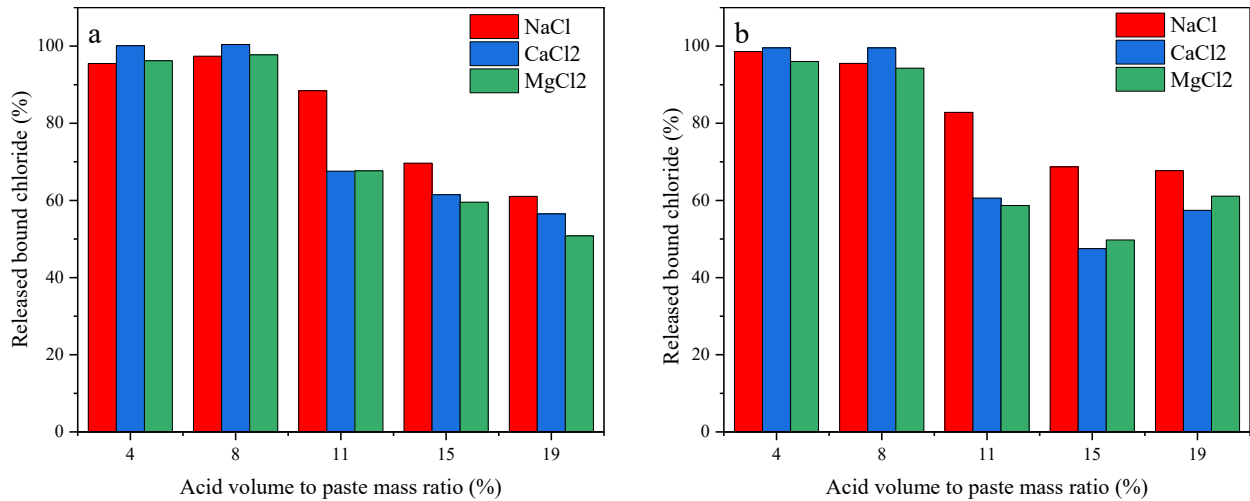 a
NaCl
CaCl2
MgCl2
Released bound chloride (%)
100
80
60
40
20
0
4 8 11 15 19
Acid volume to paste mass ratio (%)
b
NaCl
CaCl2
MgCl2
Released bound chloride (%)
100
80
60
40
20
0
4 8 11 15 19
Acid volume to paste mass ratio (%)